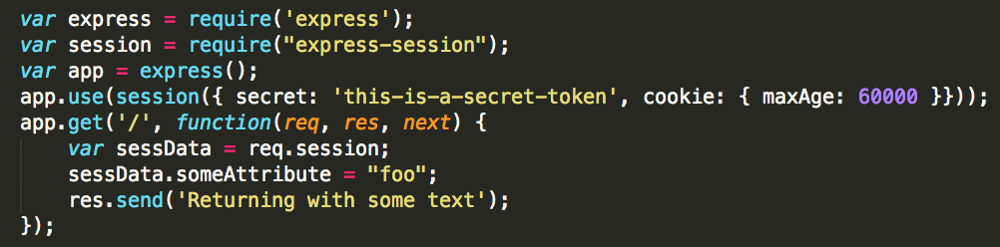 var express = require('express');
var session = require("express-session");
var app = express();
app.use(session({ secret: 'this-is-a-secret-token', cookie: { maxAge: 60000 }}));
app.get('/', function(req, res, next) {
    var sessData = req.session;
    sessData.someAttribute = "foo";
    res.send('Returning with some text');
});